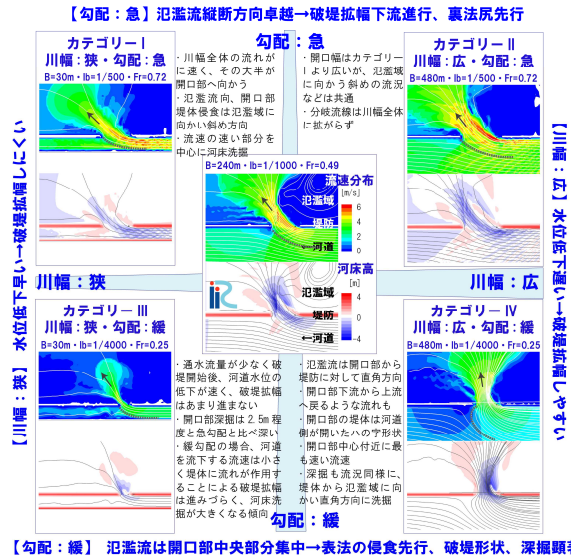 【勾配：急】氾濫流縦断方向卓越→破堤拡幅下流進行、裏法尻先行
カテゴリーⅠ
川幅：狭・勾配：急
B=30m・Ib=1/500・Fr=0.72
勾配：急
・川幅全体の流れが
に速く、その大半が
開口部へ向かう
・氾濫流向、開口部
堤体侵食は氾濫域に
向かい斜め方向
・流速の速い部分を
中心に河床洗掘
・開口幅はカテゴリー
Ⅰより広いが、氾濫域
に向かう斜めの流況
などは共通
・分岐流線は川幅全体
に拡がらず
カテゴリーⅡ
川幅：広・勾配：急
B=480m・Ib=1/500・Fr=0.72
B=240m・Ib=1/1000・Fr=0.49
流速分布
[m/s]
6
4
2
0
氾濫域
堤防
←河道
河床高
[m]
4
0
-4
氾濫域
堤防
←河道
【川幅：狭】 水位低下早い→破堤拡幅しにくい
【川幅：広】水位低下遅い→破堤拡幅しやすい
川幅：狭
川幅：広
カテゴリーⅢ
川幅：狭・勾配：緩
B=30m・Ib=1/4000・Fr=0.25
・通水流量が少なく破
堤開始後、河道水位の
低下が速く、破堤拡幅
はあまり進まない
・開口部深掘は2.5m程
度と急勾配と比べ深い
・緩勾配の場合、河道
を流下する流速は小さ
く堤体に流れが作用す
ることによる破堤拡幅
は進みづらく、河床洗
掘が大きくなる傾向
・氾濫流は開口部から
堤防に対して直角方向
・開口部下流から上流
へ戻るような流れも
・開口部の堤体は河道
側が開いたハの字形状
・開口部中心付近に最
も速い流速
・深掘も流況同様に、
堤体から氾濫域に向
かい直角方向に洗掘
勾配：緩
カテゴリーⅣ
川幅：広・勾配：緩
B=480m・Ib=1/4000・Fr=0.25
【勾配：緩】 氾濫流は開口部中央部分集中→表法の侵食先行、破堤形状、深掘顕著